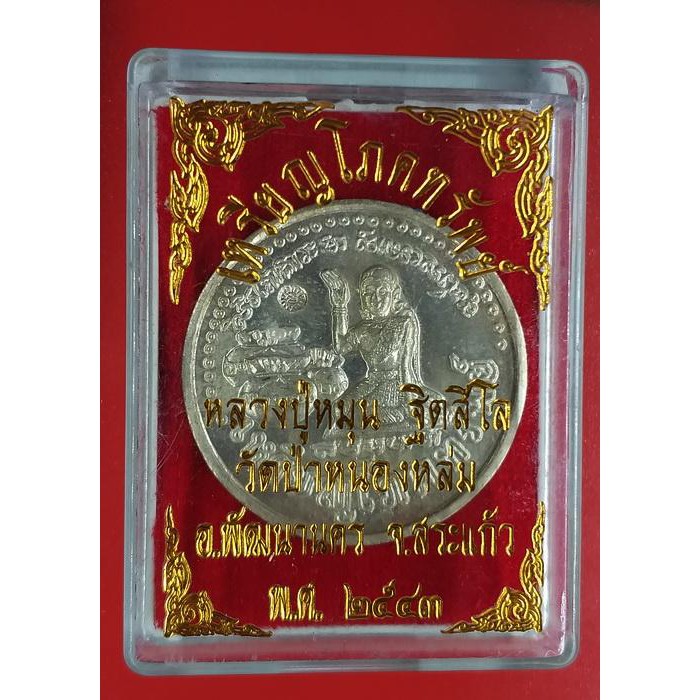 เหรียญโภคทรัพย์
หลวงปู่หมุน ฐิตสีโล
วัดป่าหนองหล่ม
อ.พัฒนานคร จ.สระแก้ว
พ.ศ. ๒๕๔๓